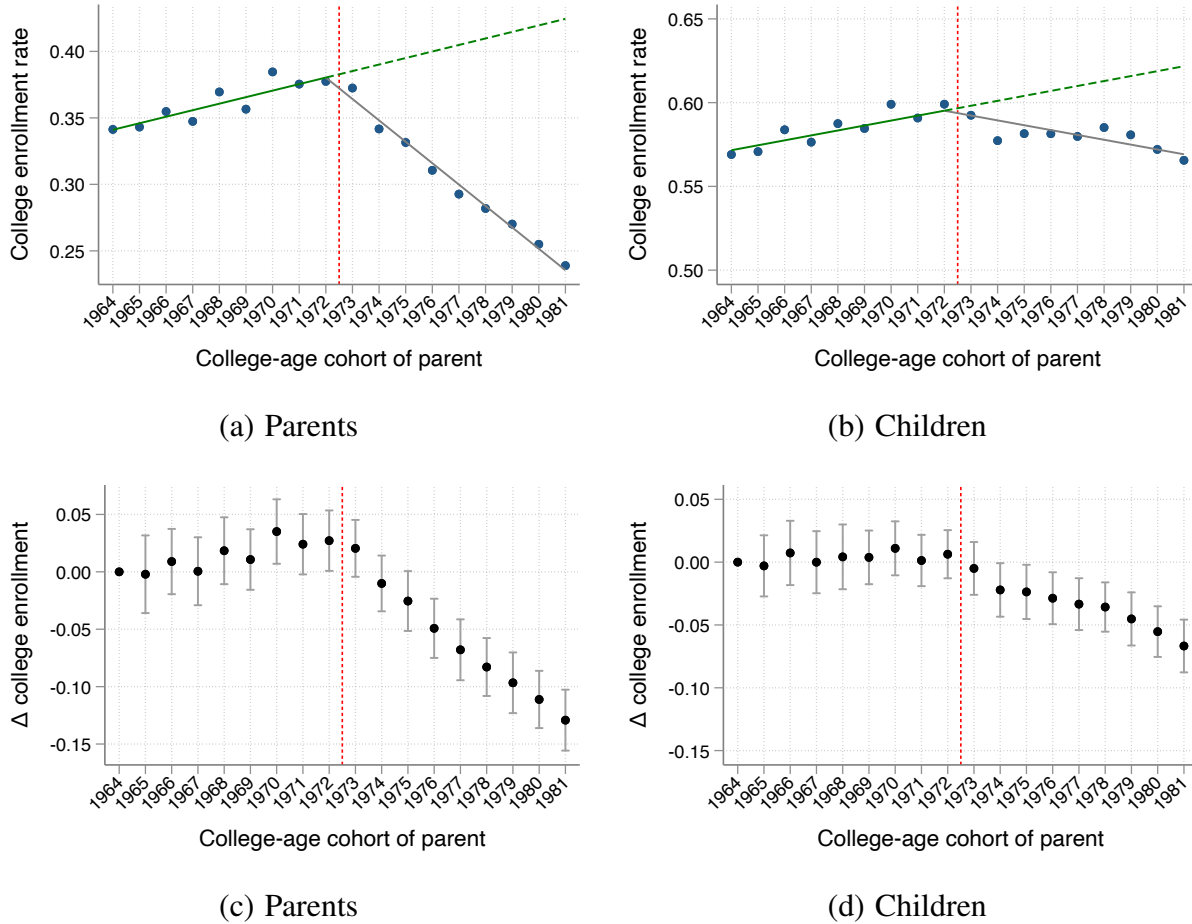 College enrollment rate
0.40
0.35
0.30
0.25
1964 1965 1966 1967 1968 1969 1970 1971 1972 1973 1974 1975 1976 1977 1978 1979 1980 1981
College-age cohort of parent
(a) Parents
College enrollment rate
0.65
0.60
0.55
0.50
1964 1965 1966 1967 1968 1969 1970 1971 1972 1973 1974 1975 1976 1977 1978 1979 1980 1981
College-age cohort of parent
(b) Children
Δ college enrollment
0.05
0.00
-0.05
-0.10
-0.15
1964 1965 1966 1967 1968 1969 1970 1971 1972 1973 1974 1975 1976 1977 1978 1979 1980 1981
College-age cohort of parent
(c) Parents
Δ college enrollment
0.05
0.00
-0.05
-0.10
-0.15
1964 1965 1966 1967 1968 1969 1970 1971 1972 1973 1974 1975 1976 1977 1978 1979 1980 1981
College-age cohort of parent
(d) Children